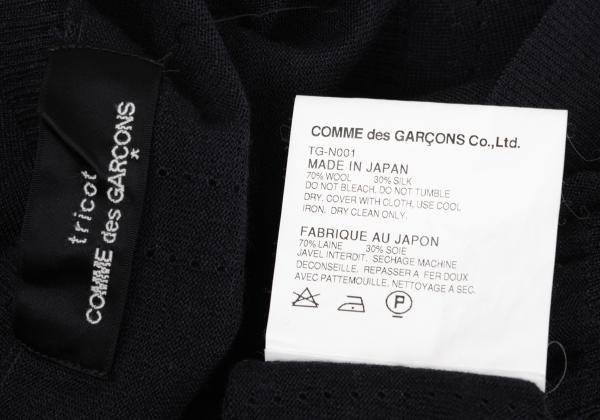 tricot
COMME des GARÇONS
COMME des GARÇONS Co.,Ltd.
TG-N001
MADE IN JAPAN
70% WOOL 30% SILK
DO NOT BLEACH. DO NOT TUMBLE
DRY. COVER WITH CLOTH, USE COOL
IRON. DRY CLEAN ONLY.
FABRIQUE AU JAPON
70% LAINE 30% SOIE
JAVEL INTERDIT. SECHAGE MACHINE
DECONSEILLE. REPASSER A FER DOUX
AVEC PATTEMOUILLE. NETTOYAGE A SEC.
P